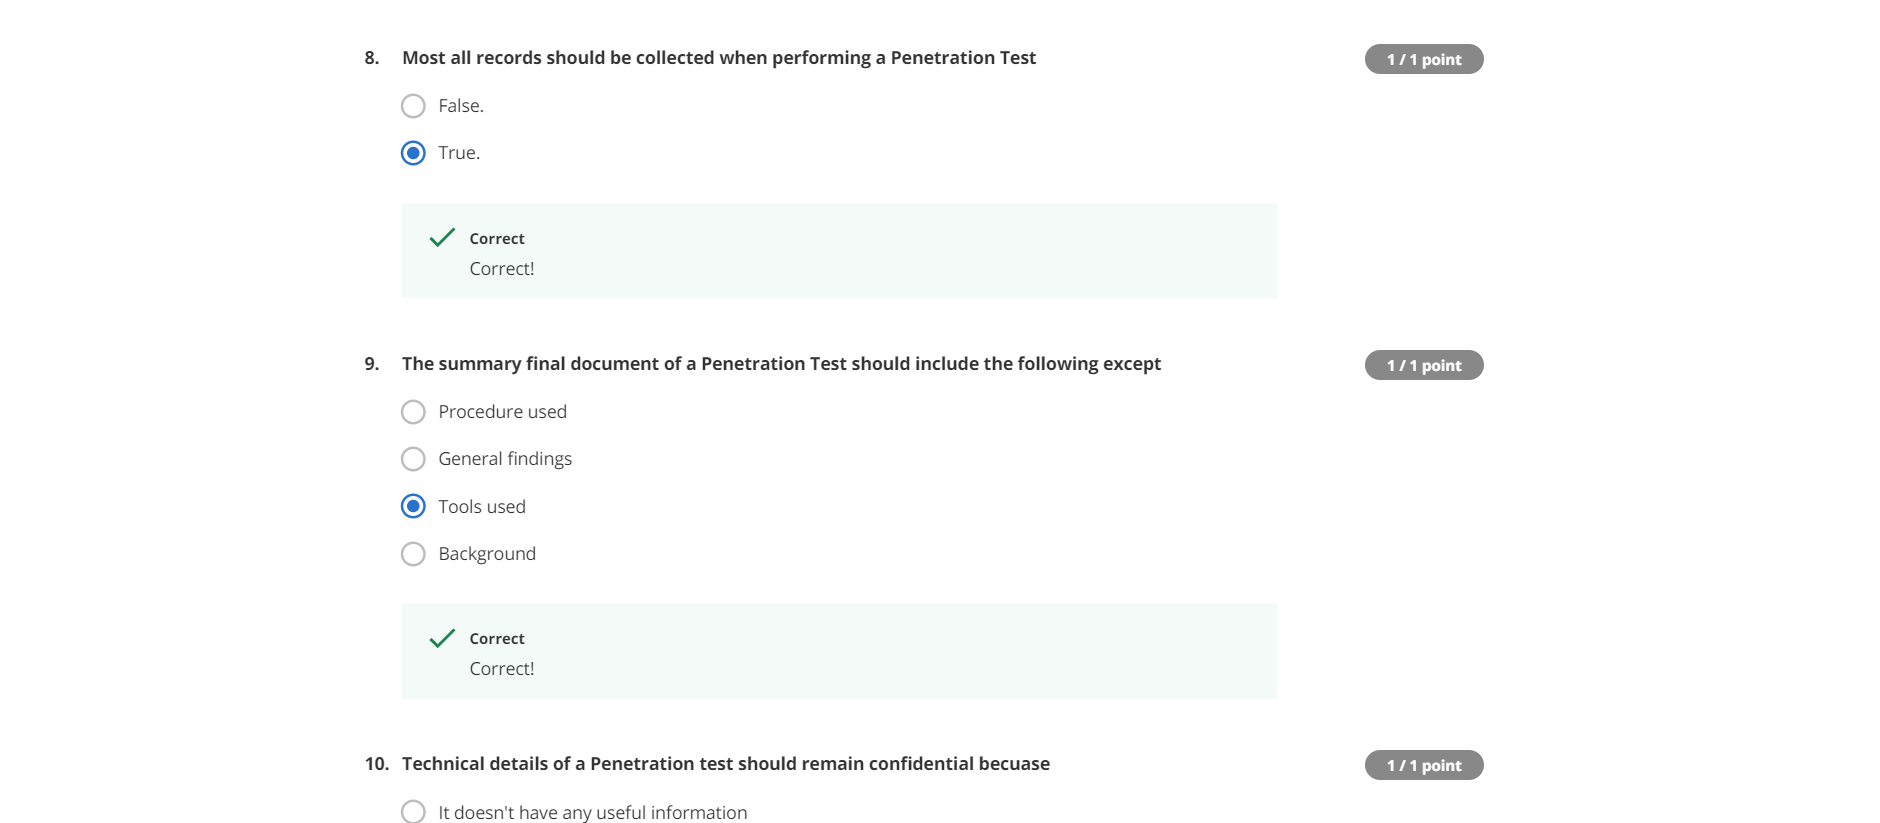 8. Most all records should be collected when performing a Penetration Test
1 / 1 point
False.
True.
Correct
Correct!
9. The summary final document of a Penetration Test should include the following except
1 / 1 point
Procedure used
General findings
Tools used
Background
Correct
Correct!
10. Technical details of a Penetration test should remain confidential becuase
1 / 1 point
It doesn't have any useful information